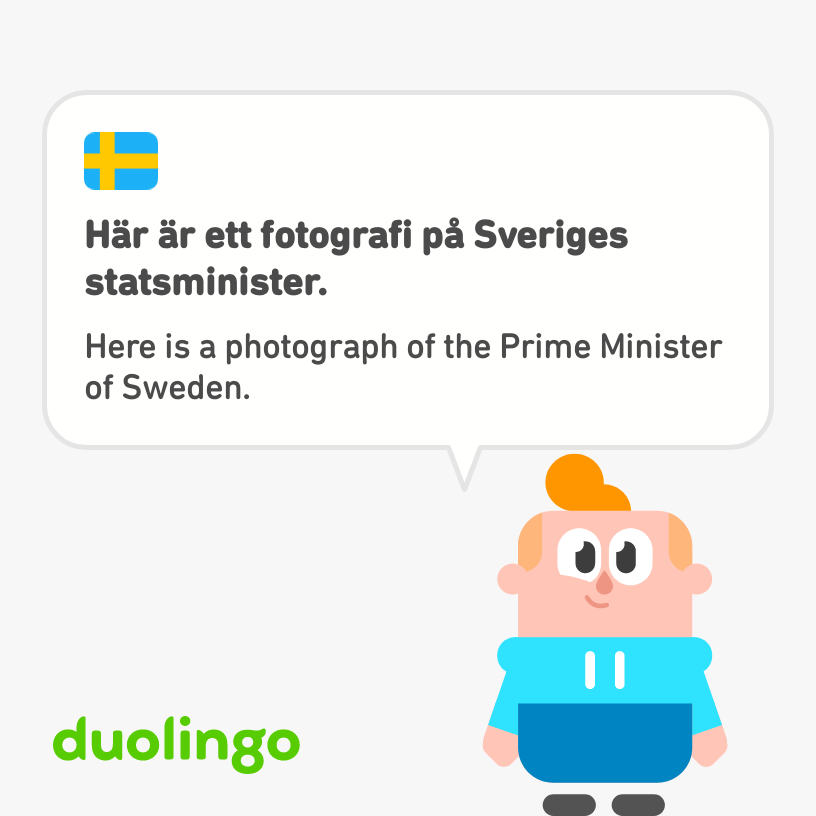 Här är ett fotografi på Sveriges
statsminister.
Here is a photograph of the Prime Minister
of Sweden.
duolingo